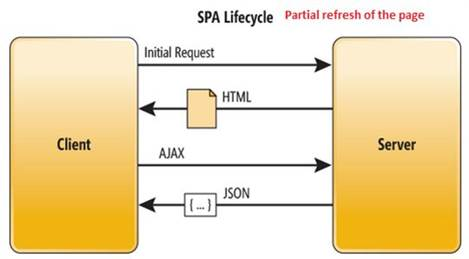 SPA Lifecycle Partial refresh of the page
Initial Request
HTML
Client
Server
AJAX
JSON
{ ... }